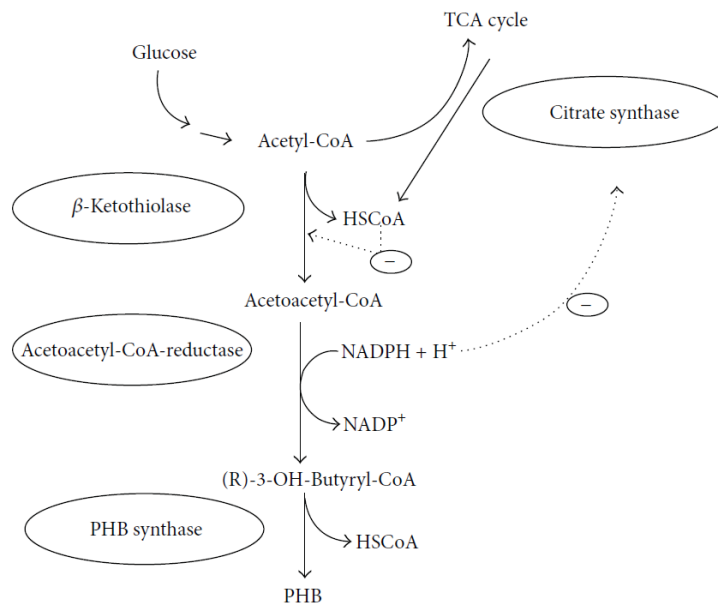 TCA cycle
Glucose
Citrate synthase
Acetyl-CoA
β-Ketothiolase
HSCoA
−
Acetoacetyl-CoA
−
Acetoacetyl-CoA-reductase
NADPH + H⁺
NADP⁺
(R)-3-OH-Butyryl-CoA
PHB synthase
HSCoA
PHB